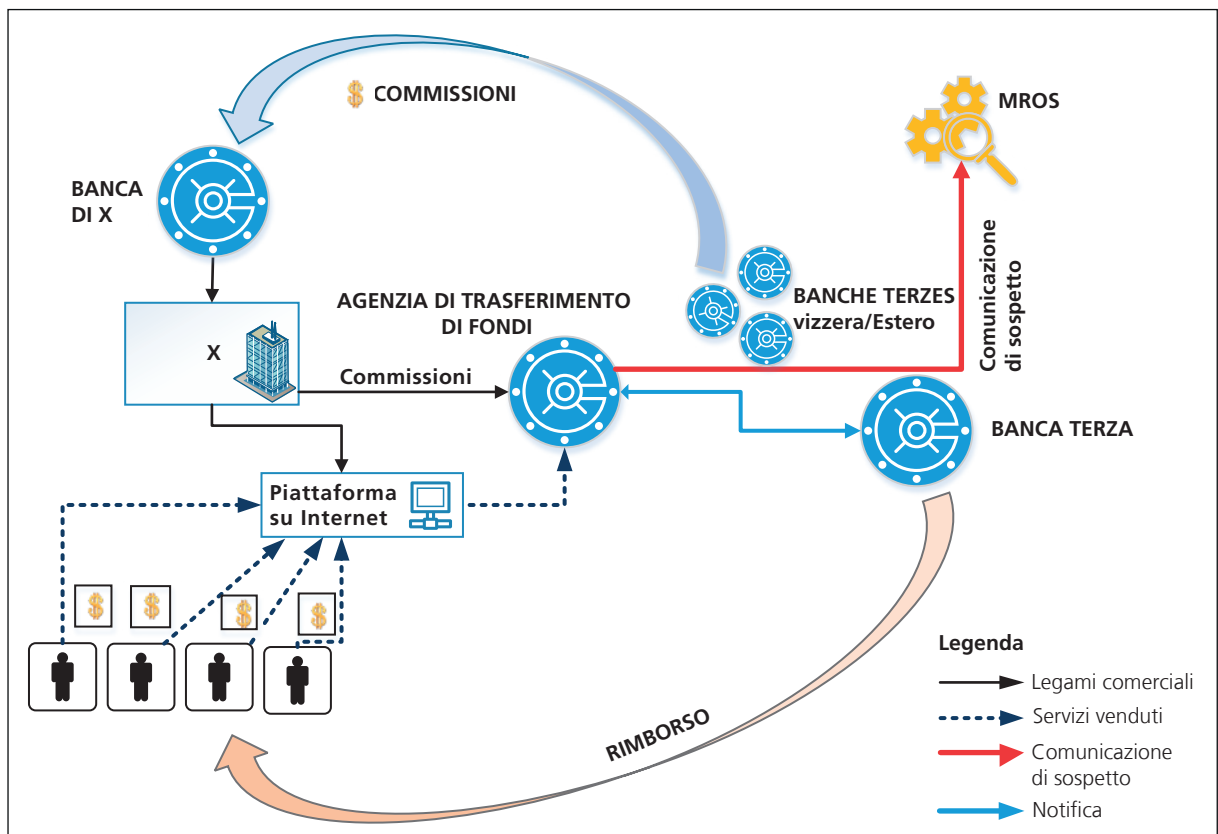 $ COMMISSIONI
MROS
BANCA
DI X
AGENZIA DI TRASFERIMENTO
DI FONDI
BANCHE TERZES
vizzera/Estero
Comunicazione
di sospetto
X
Commissioni
BANCA TERZA
Piattaforma
su Internet
$
$
$
$
RIMBORSO
Legenda
Legami comerciali
Servizi venduti
Comunicazione
di sospetto
Notifica